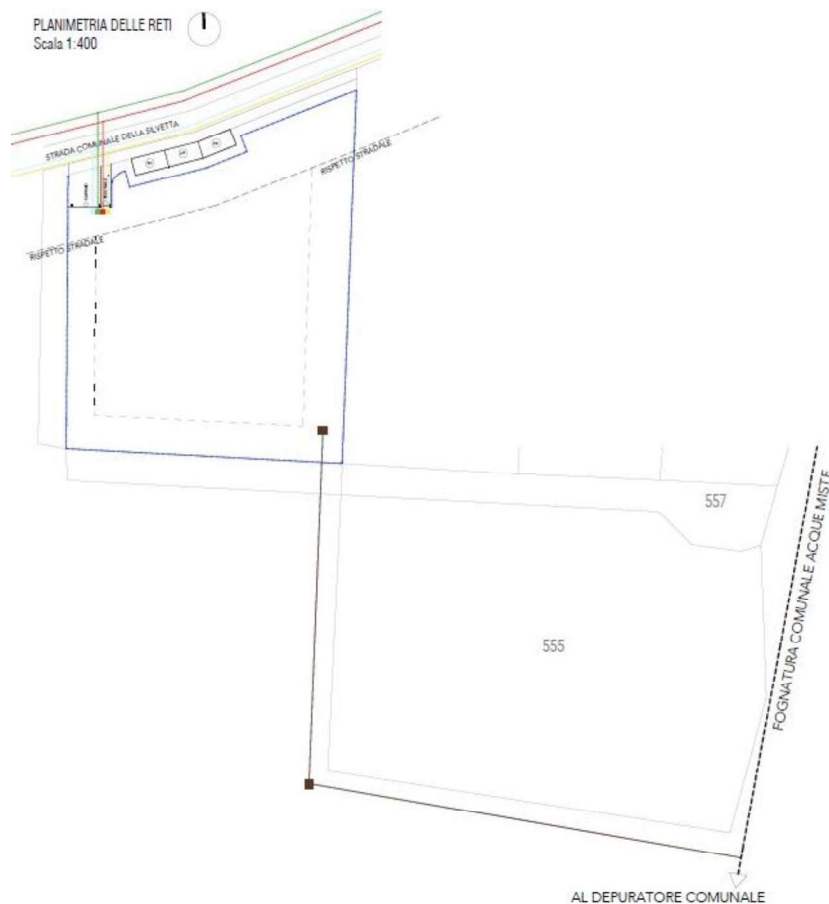 PLANIMETRIA DELLE RETI
Scala 1:400
STRADA COMUNALE DELLA SILVETTA
RISPETTO STRADALE
RISPETTO STRADALE
557
555
FOGNATURA COMUNALE ACQUE MISTE
AL DEPURATORE COMUNALE